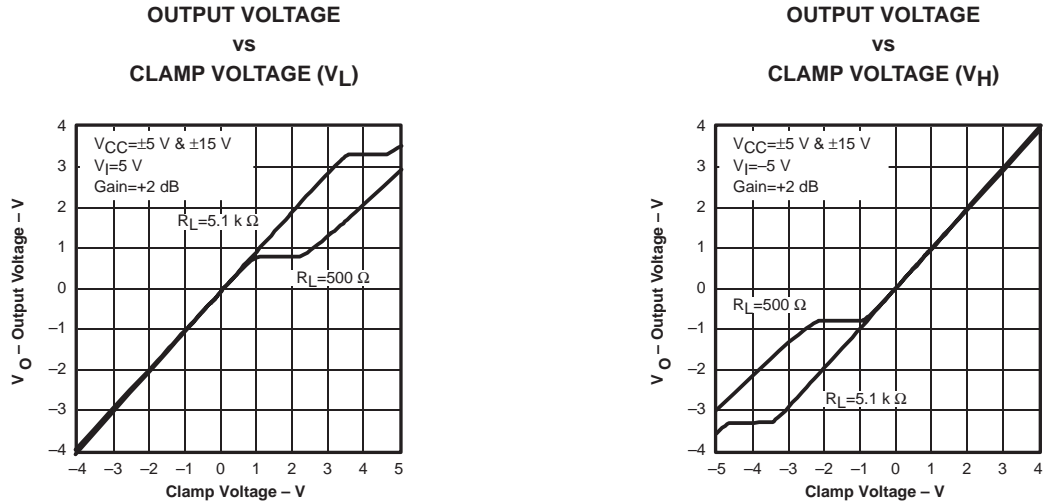 OUTPUT VOLTAGE
vs
CLAMP VOLTAGE (VL)
4
3
2
1
0
–1
–2
–3
–4
VO – Output Voltage – V
VCC=±5 V & ±15 V
VI=5 V
Gain=+2 dB
RL=5.1 k Ω
RL=500 Ω
–4 –3 –2 –1 0 1 2 3 4 5
Clamp Voltage – V
OUTPUT VOLTAGE
vs
CLAMP VOLTAGE (VH)
4
3
2
1
0
–1
–2
–3
–4
VO – Output Voltage – V
VCC=±5 V & ±15 V
VI=–5 V
Gain=+2 dB
RL=500 Ω
RL=5.1 k Ω
–5 –4 –3 –2 –1 0 1 2 3 4
Clamp Voltage – V